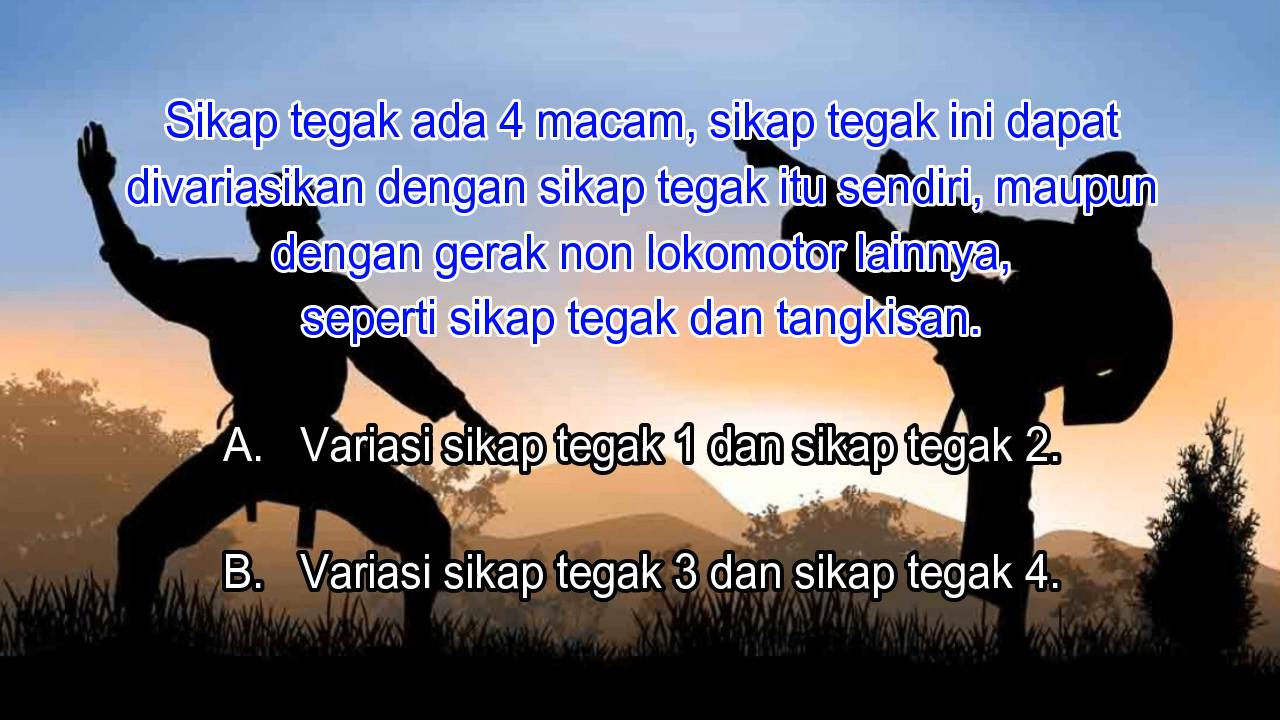 Sikap tegak ada 4 macam, sikap tegak ini dapat
divariasikan dengan sikap tegak itu sendiri, maupun
dengan gerak non lokomotor lainnya,
seperti sikap tegak dan tangkisan.
A. Variasi sikap tegak 1 dan sikap tegak 2.
B. Variasi sikap tegak 3 dan sikap tegak 4.